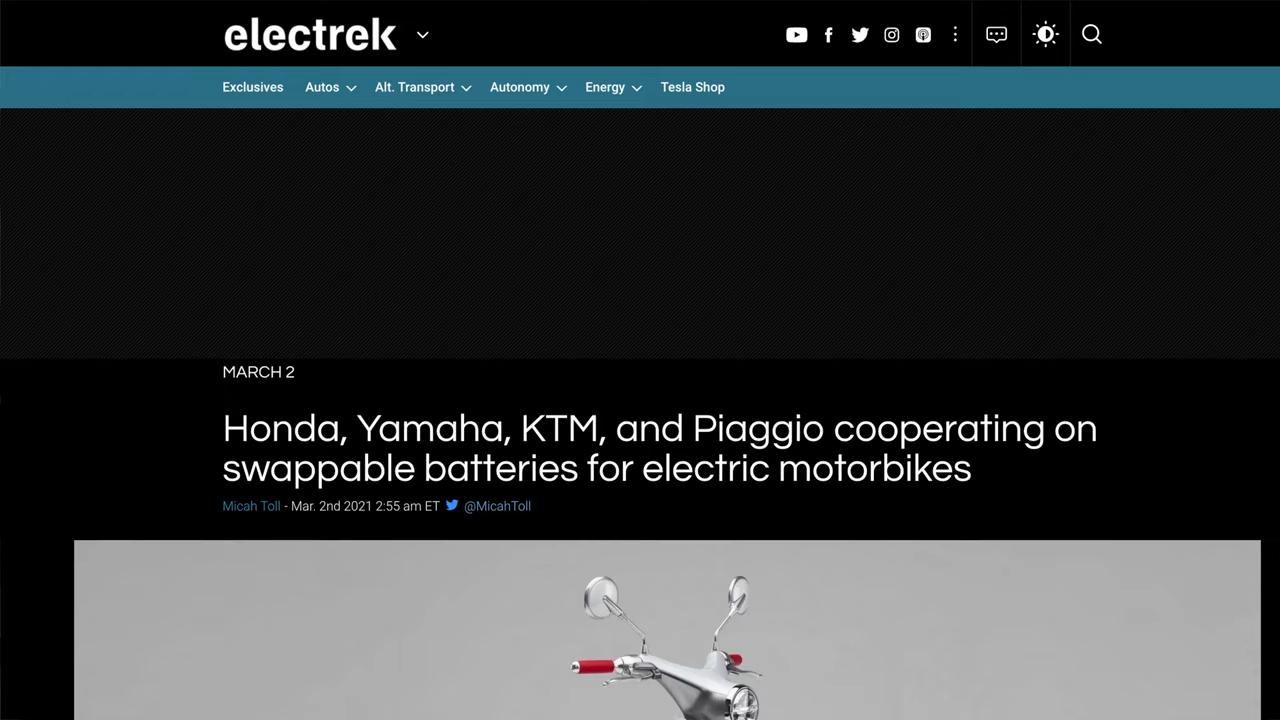 electrek
Exclusives Autos Alt. Transport Autonomy Energy Tesla Shop
MARCH 2
Honda, Yamaha, KTM, and Piaggio cooperating on
swappable batteries for electric motorbikes
Micah Toll - Mar. 2nd 2021 2:55 am ET @MicahToll